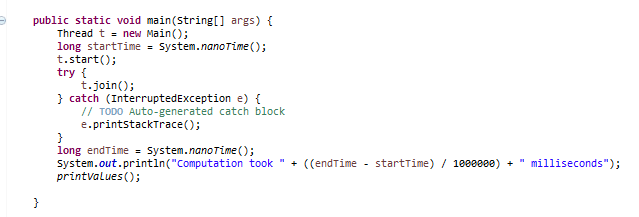 public static void main(String[] args) {
    Thread t = new Main();
    long startTime = System.nanoTime();
    t.start();
    try {
        t.join();
    } catch (InterruptedException e) {
        // TODO Auto-generated catch block
        e.printStackTrace();
    }
    long endTime = System.nanoTime();
    System.out.println("Computation took " + ((endTime - startTime) / 1000000) + " milliseconds");
    printValues();
}